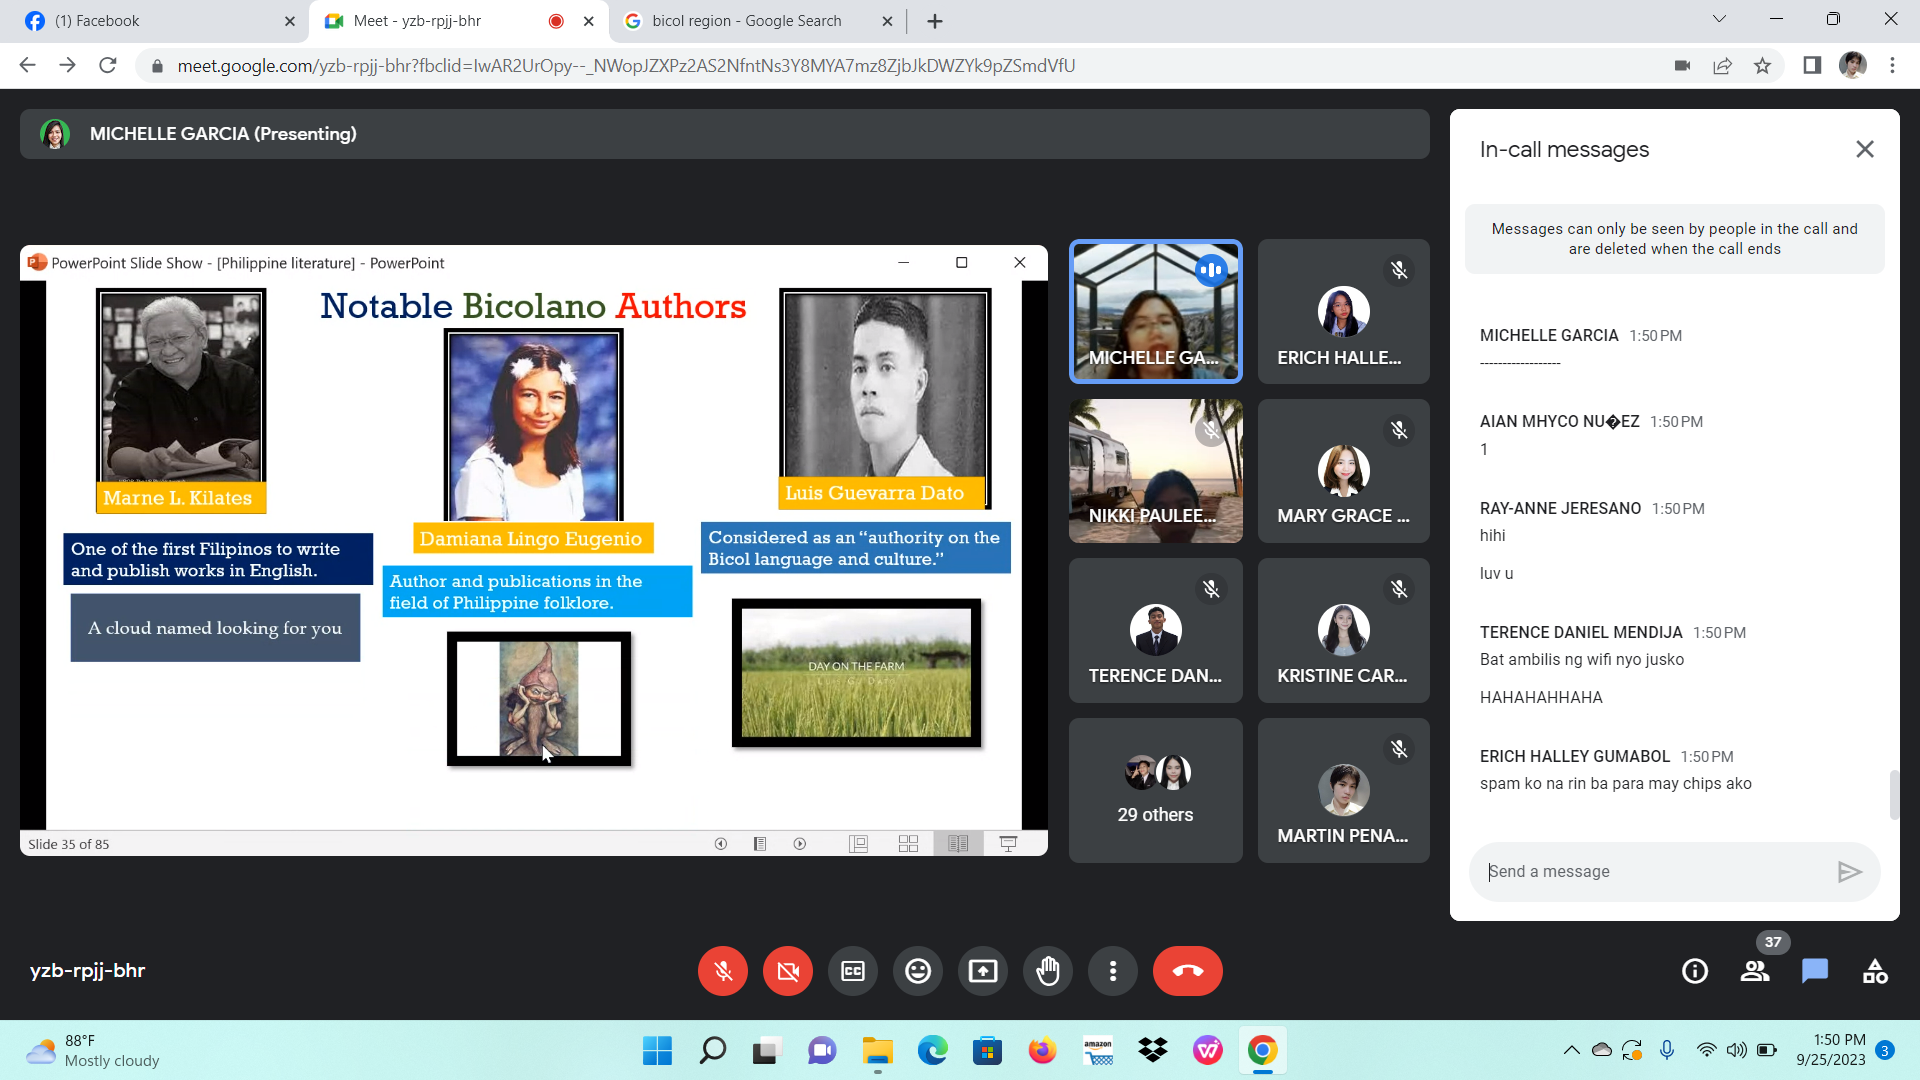 (1) Facebook
Meet - yzb-rpjj-bhr
bicol region - Google Search
meet.google.com/yzb-rpjj-bhr?fbclid=IwAR2UrOpy--_NWopJZXPz2AS2NfntNs3Y8MYA7mz8ZjbJkDWZYk9pZSmdVfU
MICHELLE GARCIA (Presenting)
PowerPoint Slide Show - [Philippine literature] - PowerPoint
Notable Bicolano Authors
Marne L. Kilates
One of the first Filipinos to write
and publish works in English.
A cloud named looking for you
Damiana Lingo Eugenio
Author and publications in the
field of Philippine folklore.
Luis Guevarra Dato
Considered as an “authority on the
Bicol language and culture.”
DAY ON THE FARM
Slide 35 of 85
MICHELLE GA...
ERICH HALLE...
NIKKI PAULEE...
MARY GRACE ...
TERENCE DAN...
KRISTINE CAR...
29 others
MARTIN PENA...
In-call messages
Messages can only be seen by people in the call and
are deleted when the call ends
MICHELLE GARCIA 1:50 PM
------------------
AIAN MHYCO NU�EZ 1:50 PM
1
RAY-ANNE JERESANO 1:50 PM
hihi
luv u
TERENCE DANIEL MENDIJA 1:50 PM
Bat ambilis ng wifi nyo jusko
HAHAHAHHAHA
ERICH HALLEY GUMABOL 1:50 PM
spam ko na rin ba para may chips ako
Send a message
yzb-rpjj-bhr
37
88°F
Mostly cloudy
amazon
1:50 PM
9/25/2023
3